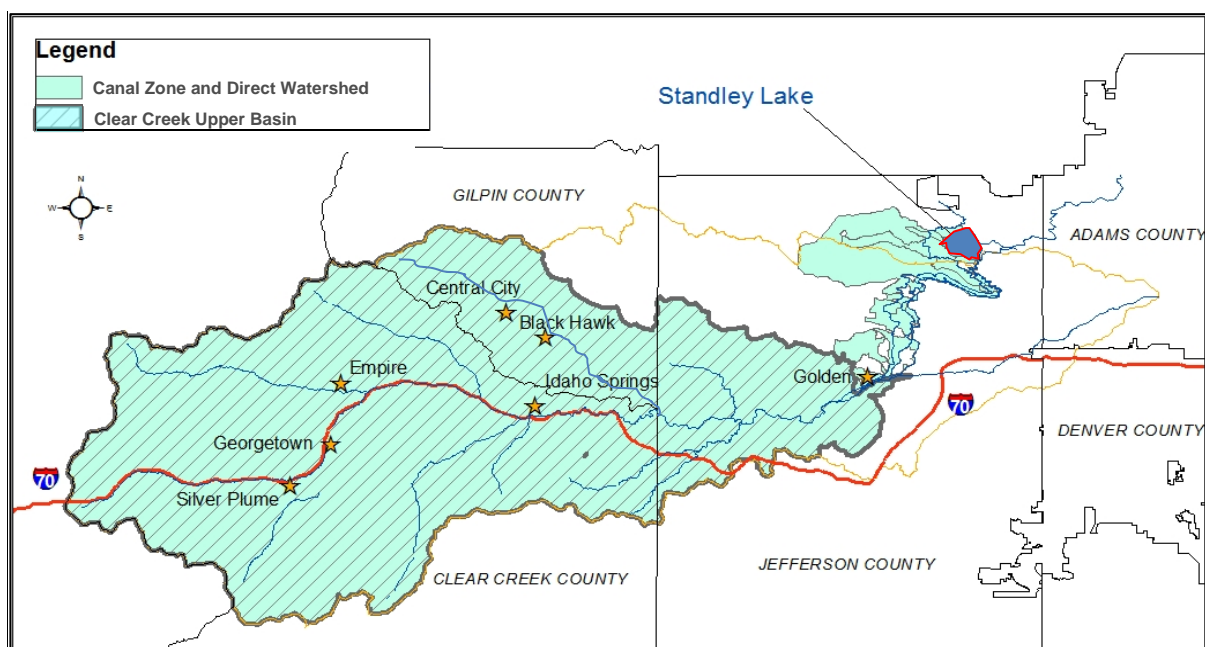 Legend
Canal Zone and Direct Watershed
Clear Creek Upper Basin
Standley Lake
N
W E
S
GILPIN COUNTY
ADAMS COUNTY
Central City
Black Hawk
Empire
Idaho Springs
Golden
70
Georgetown
DENVER COUNTY
70
Silver Plume
CLEAR CREEK COUNTY
JEFFERSON COUNTY